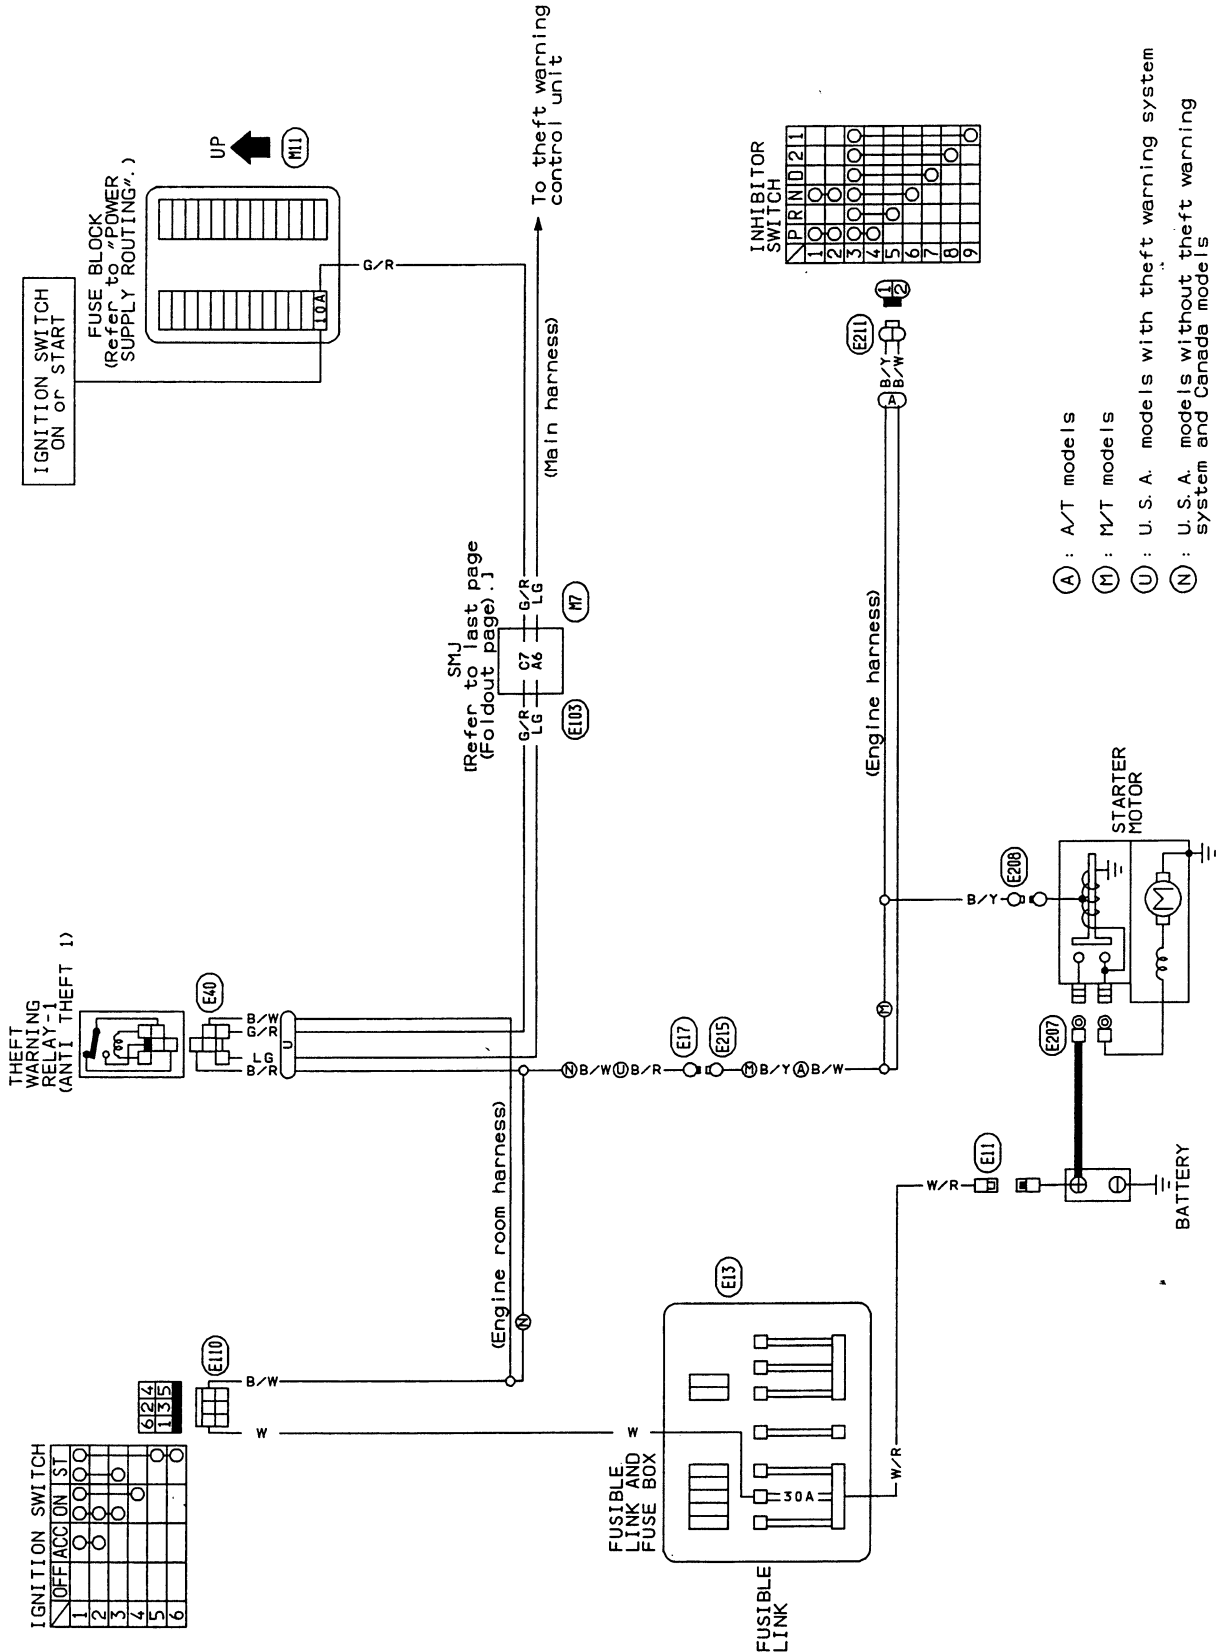 IGNITION SWITCH
OFF ACC ON ST
1
2
3
4
5
6
6 2 4
1 3 5
E110
B/W
W
THEFT
WARNING
RELAY-1
(ANTI THEFT 1)
E40
B/W
G/R
LG
B/R
U
IGNITION SWITCH
ON or START
FUSE BLOCK
(Refer to "POWER
SUPPLY ROUTING".)
UP
M11
10A
G/R
SMJ
[Refer to last page
(Foldout page).]
G/R C7 G/R
LG A6 LG
E103
M7
(Main harness)
To theft warning
control unit
(Engine room harness)
N
N B/W U B/R
E17
E215
M B/Y A B/W
M
(Engine harness)
A
B/Y
B/W
E211
1
2
INHIBITOR
SWITCH
P R N D 2 1
1
2
3
4
5
6
7
8
9
FUSIBLE
LINK AND
FUSE BOX
W
E13
30A
FUSIBLE
LINK
W/R
W/R
E11
BATTERY
E207
B/Y
E208
STARTER
MOTOR
M
A : A/T models
M : M/T models
U : U.S.A. models with theft warning system
N : U.S.A. models without theft warning
system and Canada models